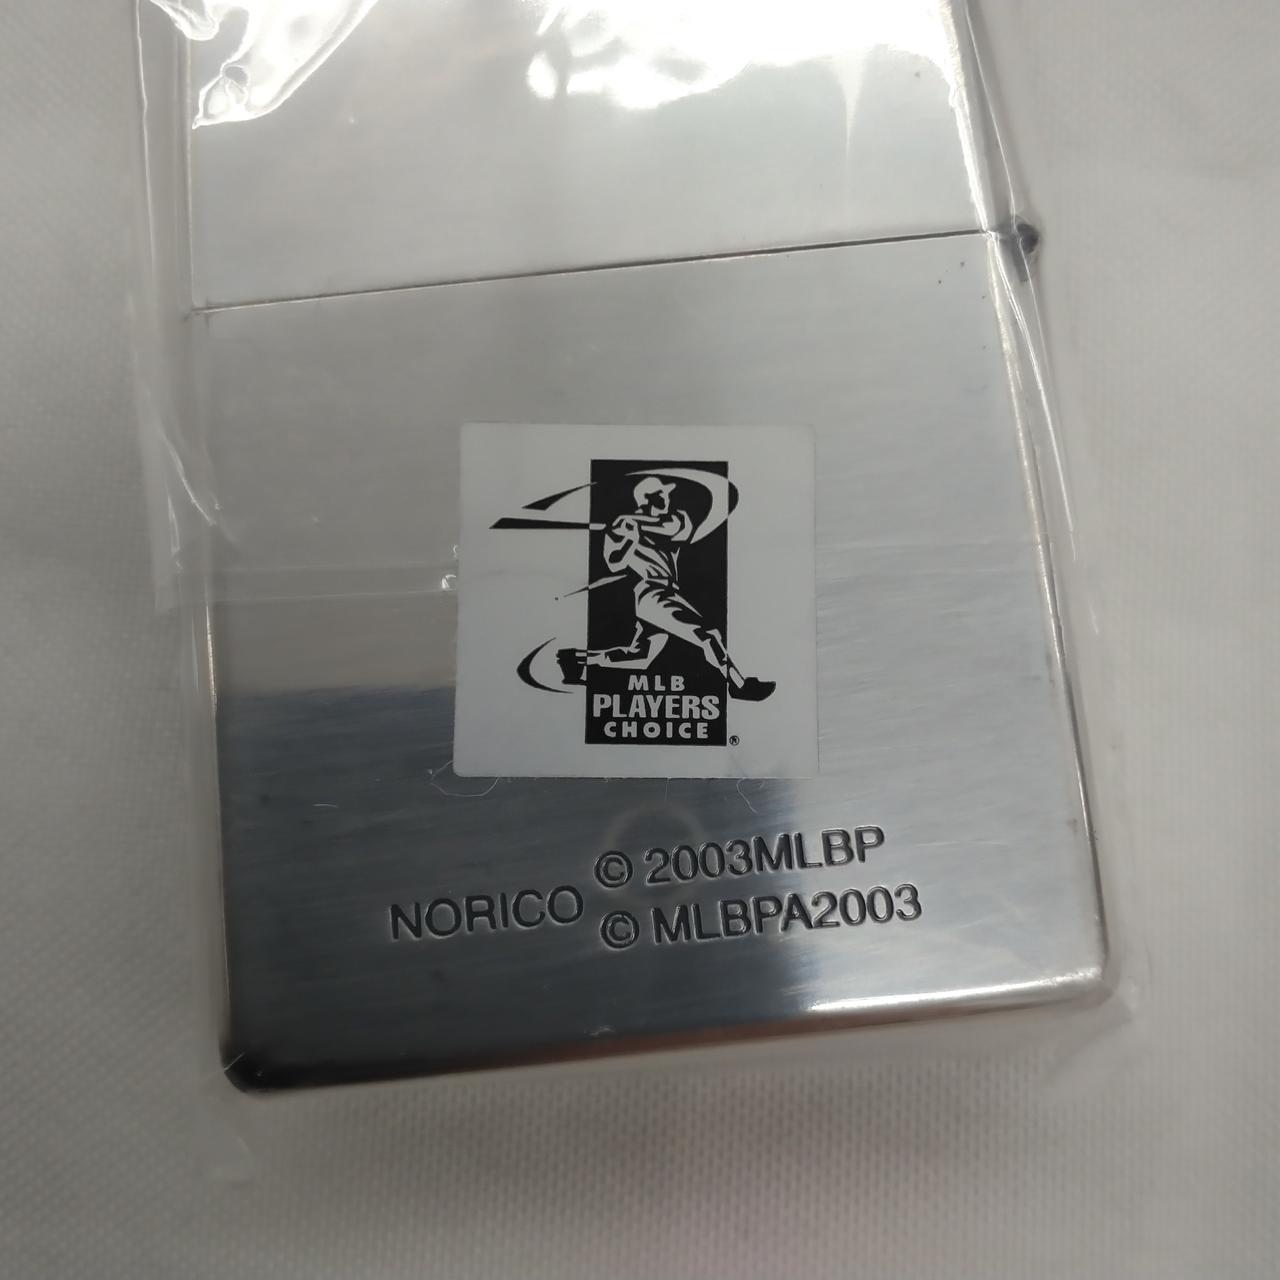 MLB
PLAYERS
CHOICE
®
© 2003MLBP
NORICO © MLBPA2003